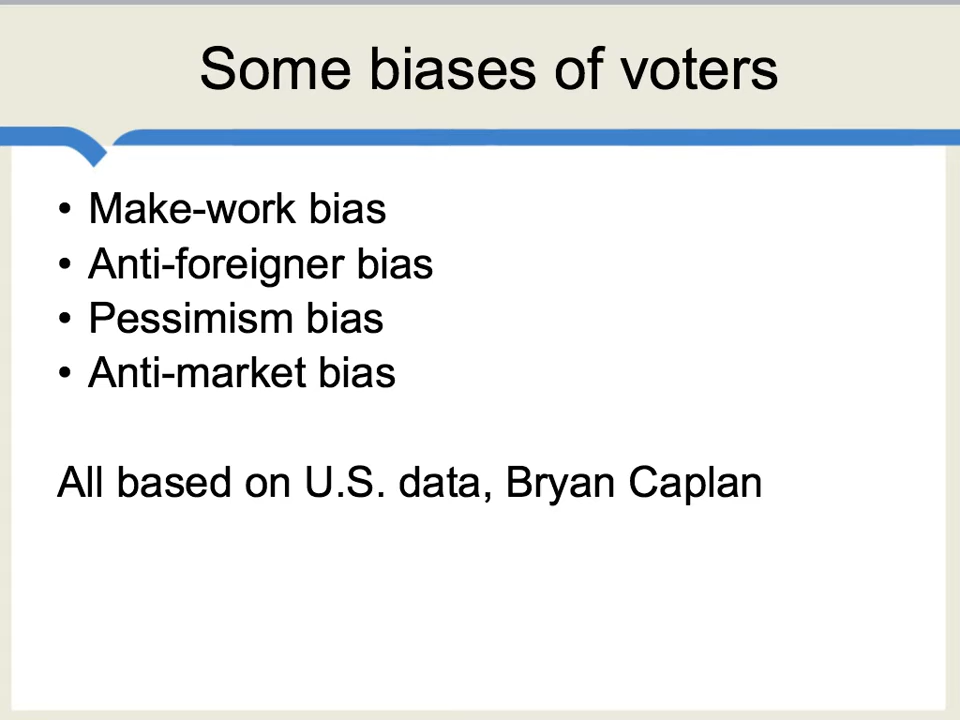 Some biases of voters
• Make-work bias
• Anti-foreigner bias
• Pessimism bias
• Anti-market bias
All based on U.S. data, Bryan Caplan